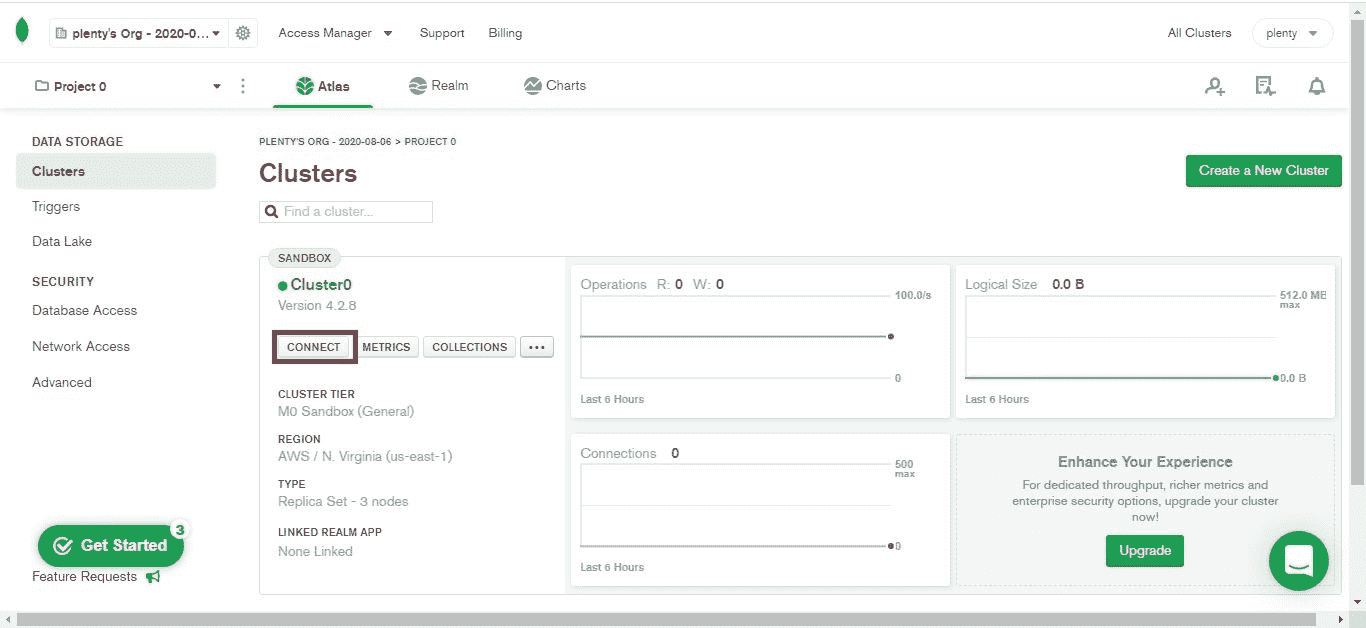 plenty's Org - 2020-0...
Access Manager
Support
Billing
All Clusters
plenty
Project 0
Atlas
Realm
Charts
DATA STORAGE
Clusters
Triggers
Data Lake
SECURITY
Database Access
Network Access
Advanced
Get Started
3
Feature Requests
PLENTY'S ORG - 2020-08-06 > PROJECT 0
Clusters
Create a New Cluster
Find a cluster...
SANDBOX
Cluster0
Version 4.2.8
CONNECT METRICS COLLECTIONS ...
CLUSTER TIER
M0 Sandbox (General)
REGION
AWS / N. Virginia (us-east-1)
TYPE
Replica Set - 3 nodes
LINKED REALM APP
None Linked
Operations R: 0 W: 0
100.0/s
0
Last 6 Hours
Logical Size 0.0 B
512.0 MB
max
0.0 B
Last 6 Hours
Connections 0
500
max
0
Last 6 Hours
Enhance Your Experience
For dedicated throughput, richer metrics and
enterprise security options, upgrade your cluster
now!
Upgrade